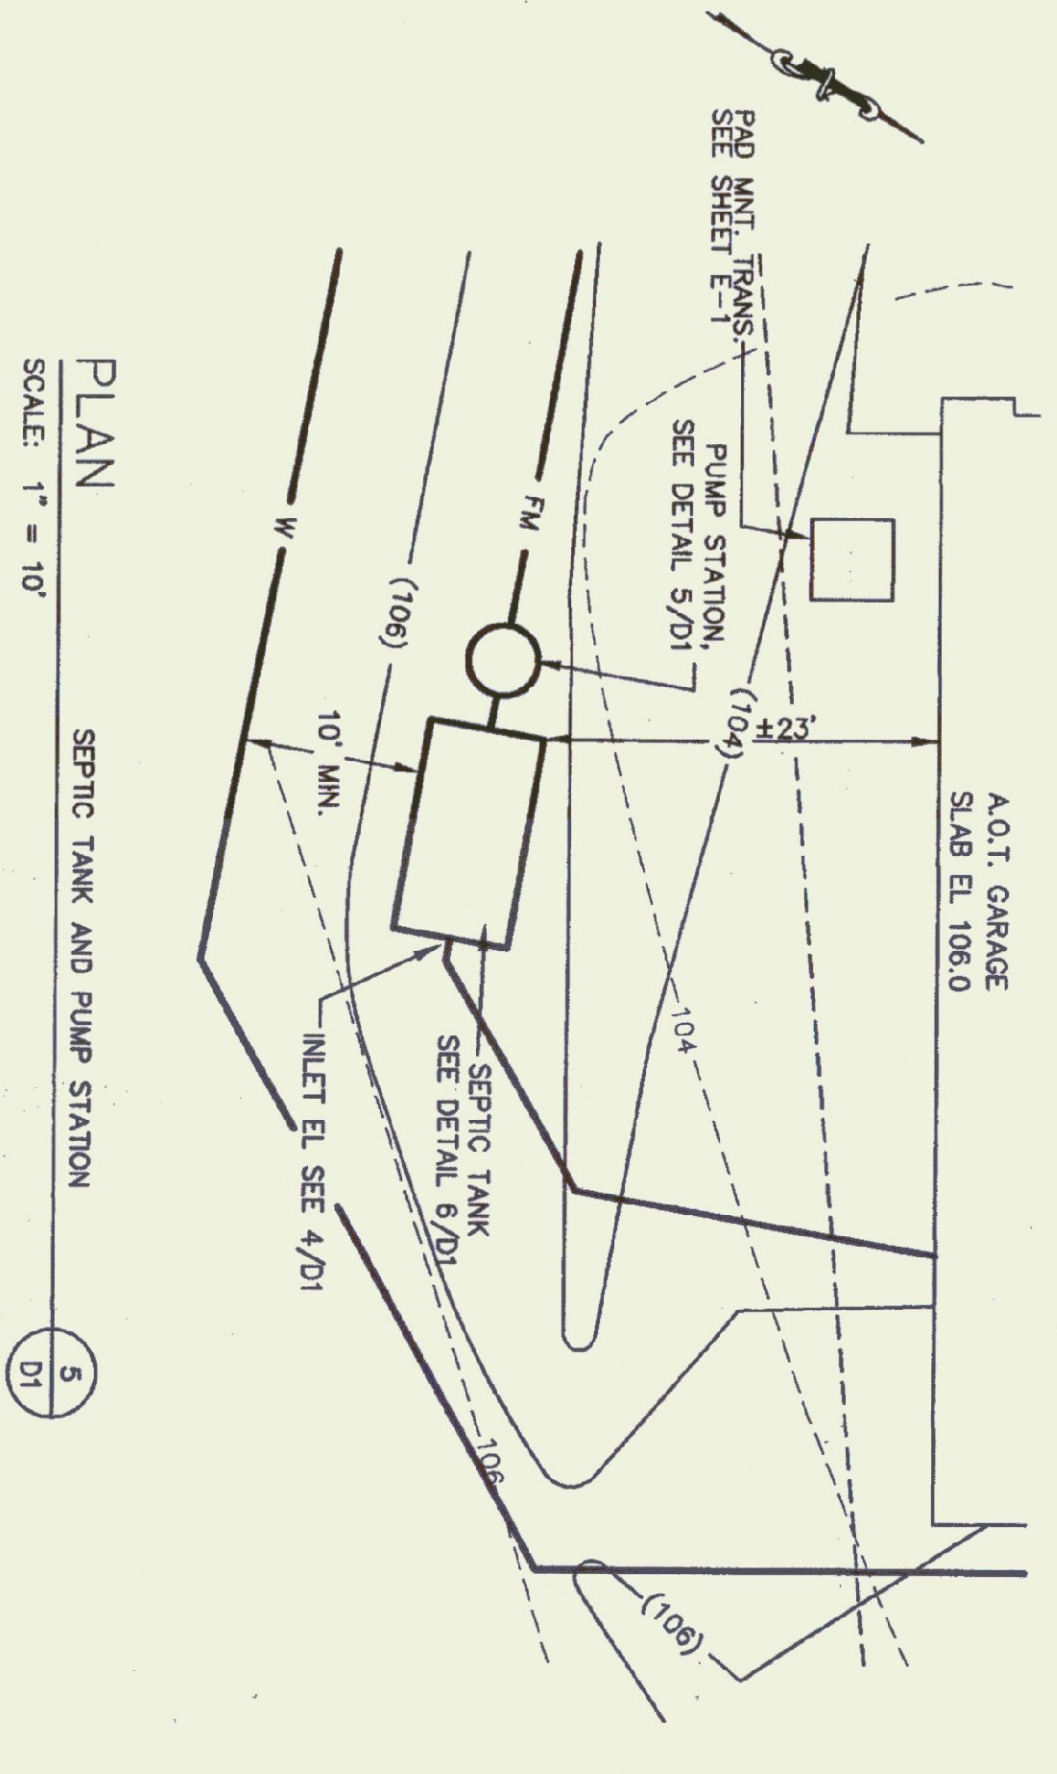 A.O.T. GARAGE
SLAB EL 106.0
PAD MNT. TRANS.
SEE SHEET E-1
±23'
(104)
104
PUMP STATION,
SEE DETAIL 5/D1
FM
(106)
10' MIN.
W
SEPTIC TANK
SEE DETAIL 6/D1
INLET EL SEE 4/D1
106
(106)
PLAN
SEPTIC TANK AND PUMP STATION
SCALE: 1" = 10'
5
D1